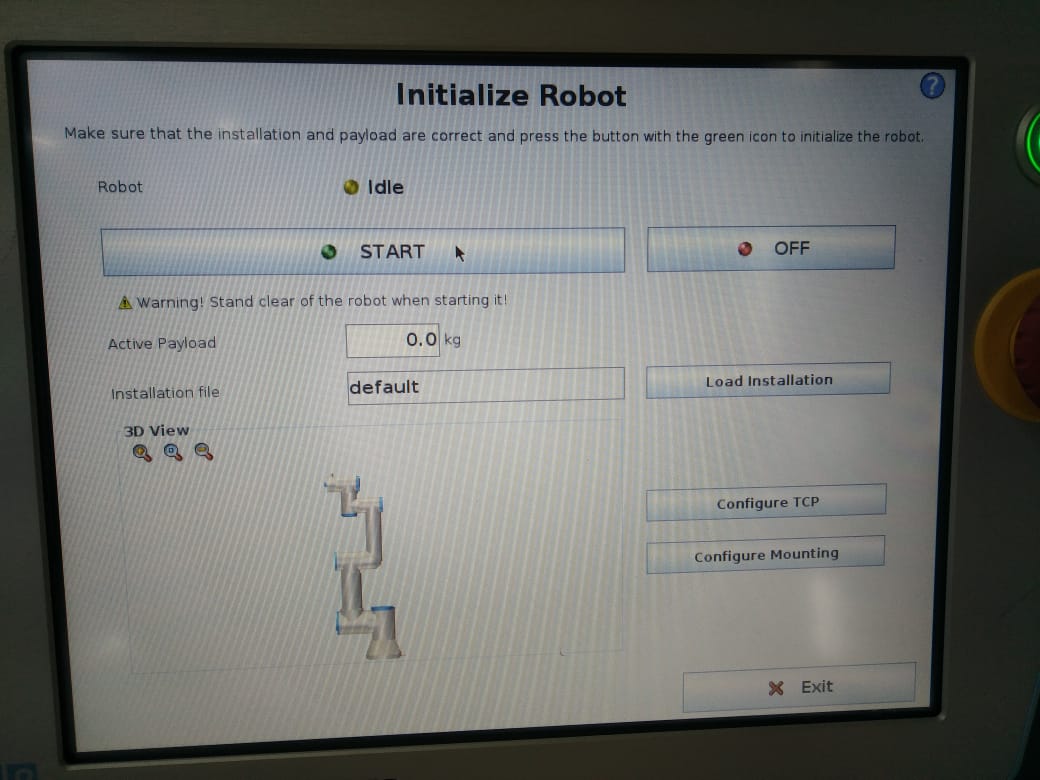 Initialize Robot
?
Make sure that the installation and payload are correct and press the button with the green icon to initialize the robot.
Robot
Idle
START
OFF
Warning! Stand clear of the robot when starting it!
Active Payload
0.0 kg
Installation file
default
Load Installation
3D View
Configure TCP
Configure Mounting
Exit